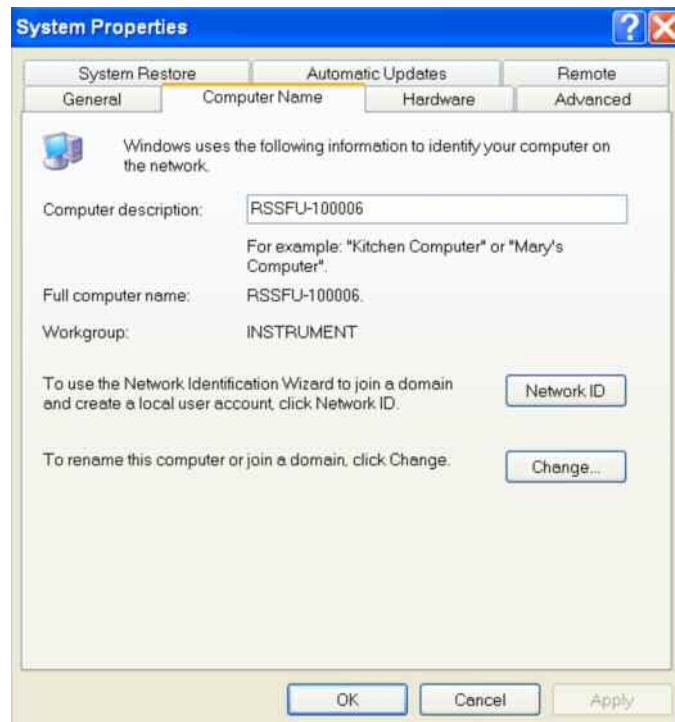 System Properties
System Restore
Automatic Updates
Remote
General
Computer Name
Hardware
Advanced
Windows uses the following information to identify your computer on
the network.
Computer description:
RSSFU-100006
For example: "Kitchen Computer" or "Mary's
Computer".
Full computer name:
RSSFU-100006.
Workgroup:
INSTRUMENT
To use the Network Identification Wizard to join a domain
and create a local user account, click Network ID.
Network ID
To rename this computer or join a domain, click Change.
Change...
OK
Cancel
Apply